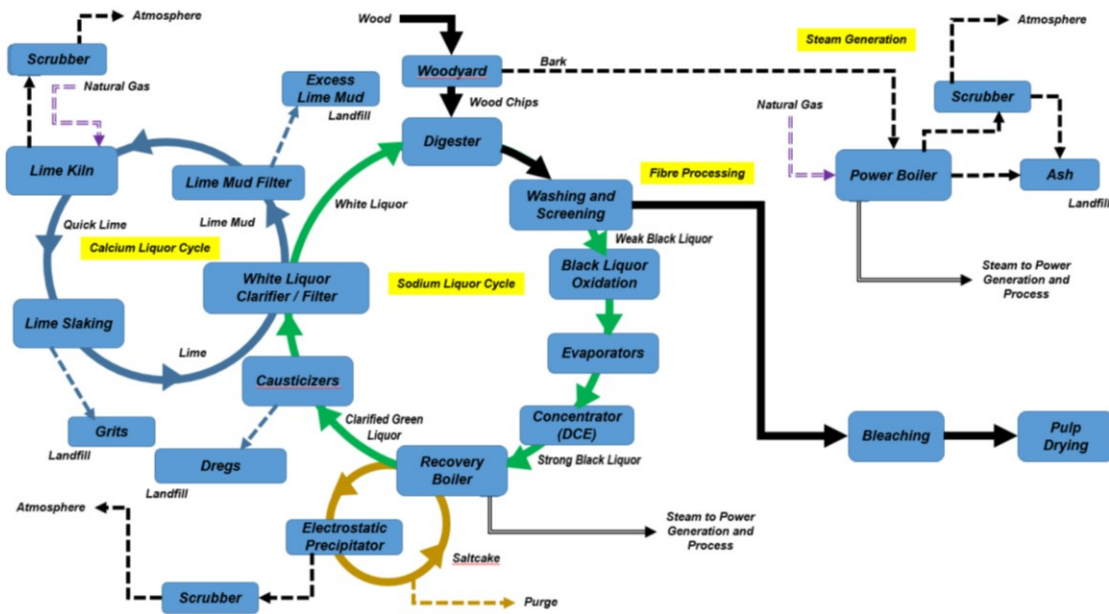 Wood
Atmosphere
Atmosphere
Steam Generation
Scrubber
Woodyard
Bark
Natural Gas
Excess
Lime Mud
Landfill
Wood Chips
Natural Gas
Scrubber
Digester
Lime Kiln
Lime Mud Filter
Washing and
Screening
Fibre Processing
Power Boiler
Ash
Landfill
White Liquor
Quick Lime
Lime Mud
Calcium Liquor Cycle
Weak Black Liquor
White Liquor
Clarifier / Filter
Sodium Liquor Cycle
Black Liquor
Oxidation
Steam to Power
Generation and
Process
Lime Slaking
Lime
Evaporators
Causticizers
Grits
Landfill
Clarified Green
Liquor
Concentrator
(DCE)
Bleaching
Pulp
Drying
Dregs
Landfill
Recovery
Boiler
Strong Black Liquor
Atmosphere
Electrostatic
Precipitator
Saltcake
Steam to Power
Generation and
Process
Scrubber
Purge